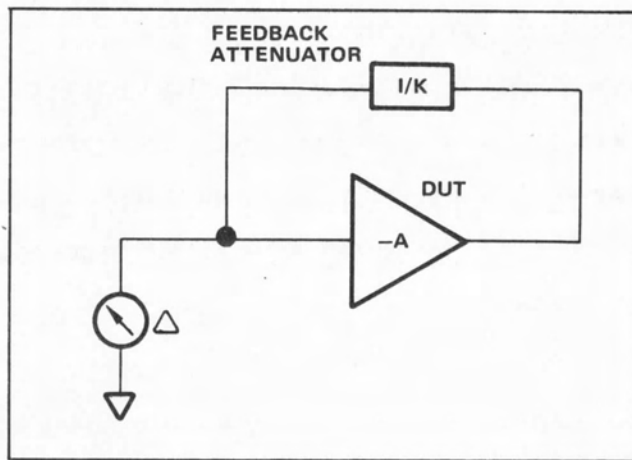 FEEDBACK
ATTENUATOR
I/K
DUT
–A
Δ